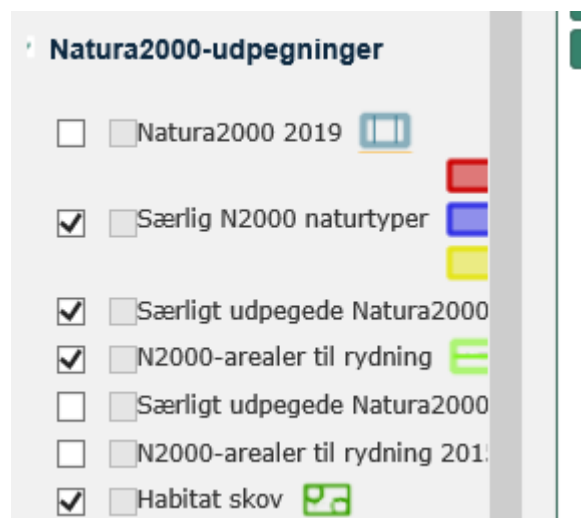 Natura2000-udpegninger
Natura2000 2019
Særlig N2000 naturtyper
Særligt udpegede Natura2000
N2000-arealer til rydning
Særligt udpegede Natura2000
N2000-arealer til rydning 201
Habitat skov